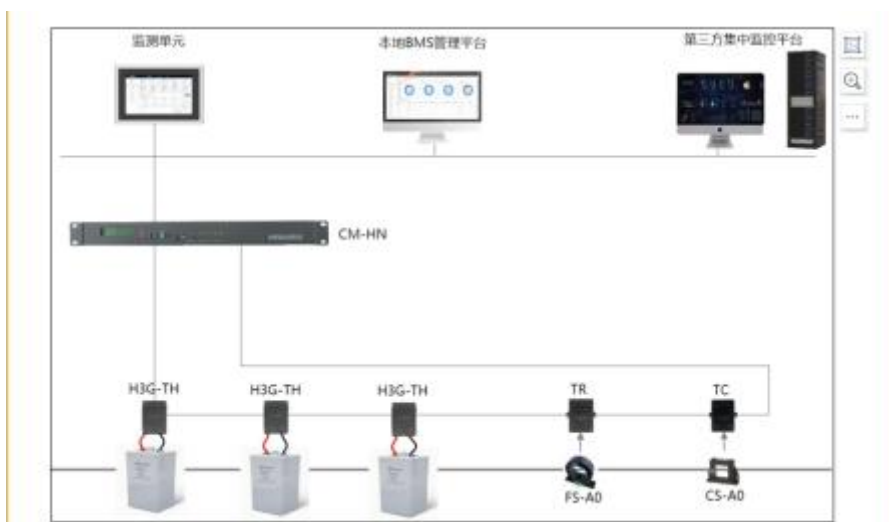 监测单元
本地BMS管理平台
第三方集中监控平台
CM-HN
H3G-TH
H3G-TH
H3G-TH
TR
TC
FS-A0
CS-A0